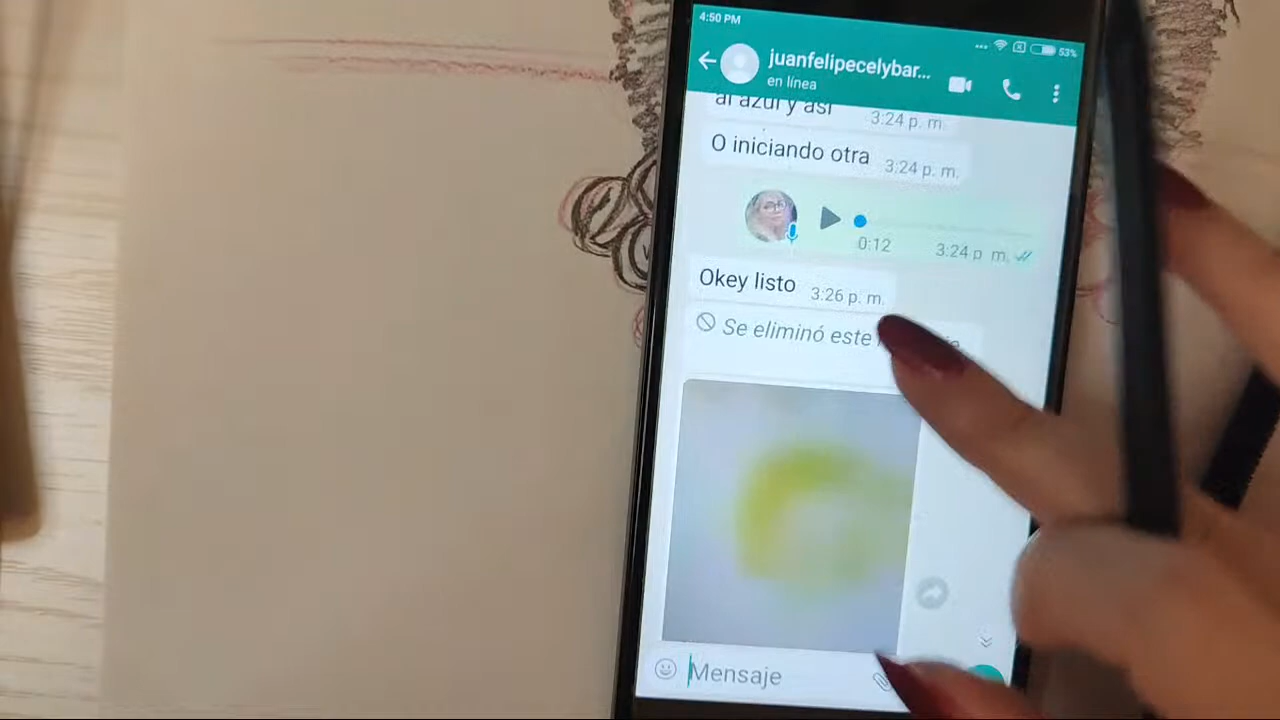 4:50 PM
53%
juanfelipecelybar...
en línea
al azul y así
3:24 p. m.
O iniciando otra 3:24 p. m.
0:12 3:24 p. m.
Okey listo 3:26 p. m.
Se eliminó este
Mensaje